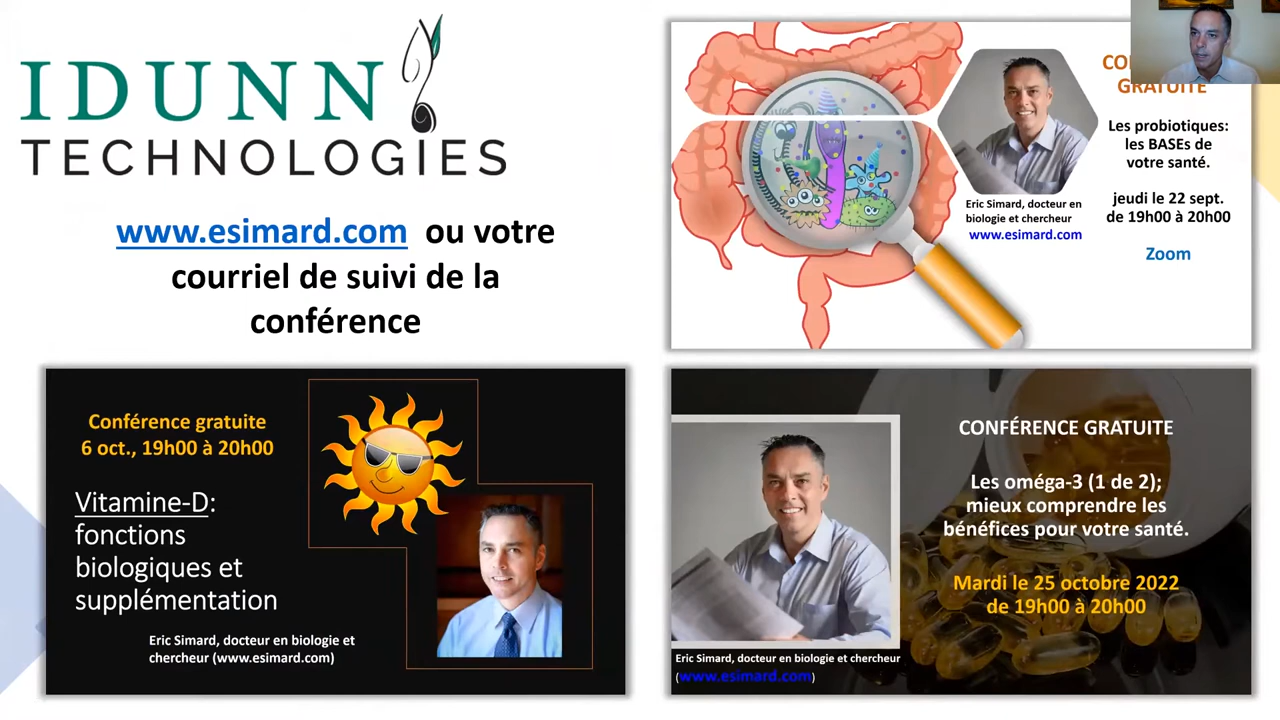 IDUNN
TECHNOLOGIES
www.esimard.com ou votre
courriel de suivi de la
conférence
GRATUITE
Les probiotiques:
les BASEs de
votre santé.
jeudi le 22 sept.
de 19h00 à 20h00
Zoom
Eric Simard, docteur en
biologie et chercheur
www.esimard.com
Conférence gratuite
6 oct., 19h00 à 20h00
Vitamine-D:
fonctions
biologiques et
supplémentation
Eric Simard, docteur en biologie et
chercheur (www.esimard.com)
CONFÉRENCE GRATUITE
Les oméga-3 (1 de 2);
mieux comprendre les
bénéfices pour votre santé.
Mardi le 25 octobre 2022
de 19h00 à 20h00
Eric Simard, docteur en biologie et chercheur
(www.esimard.com)